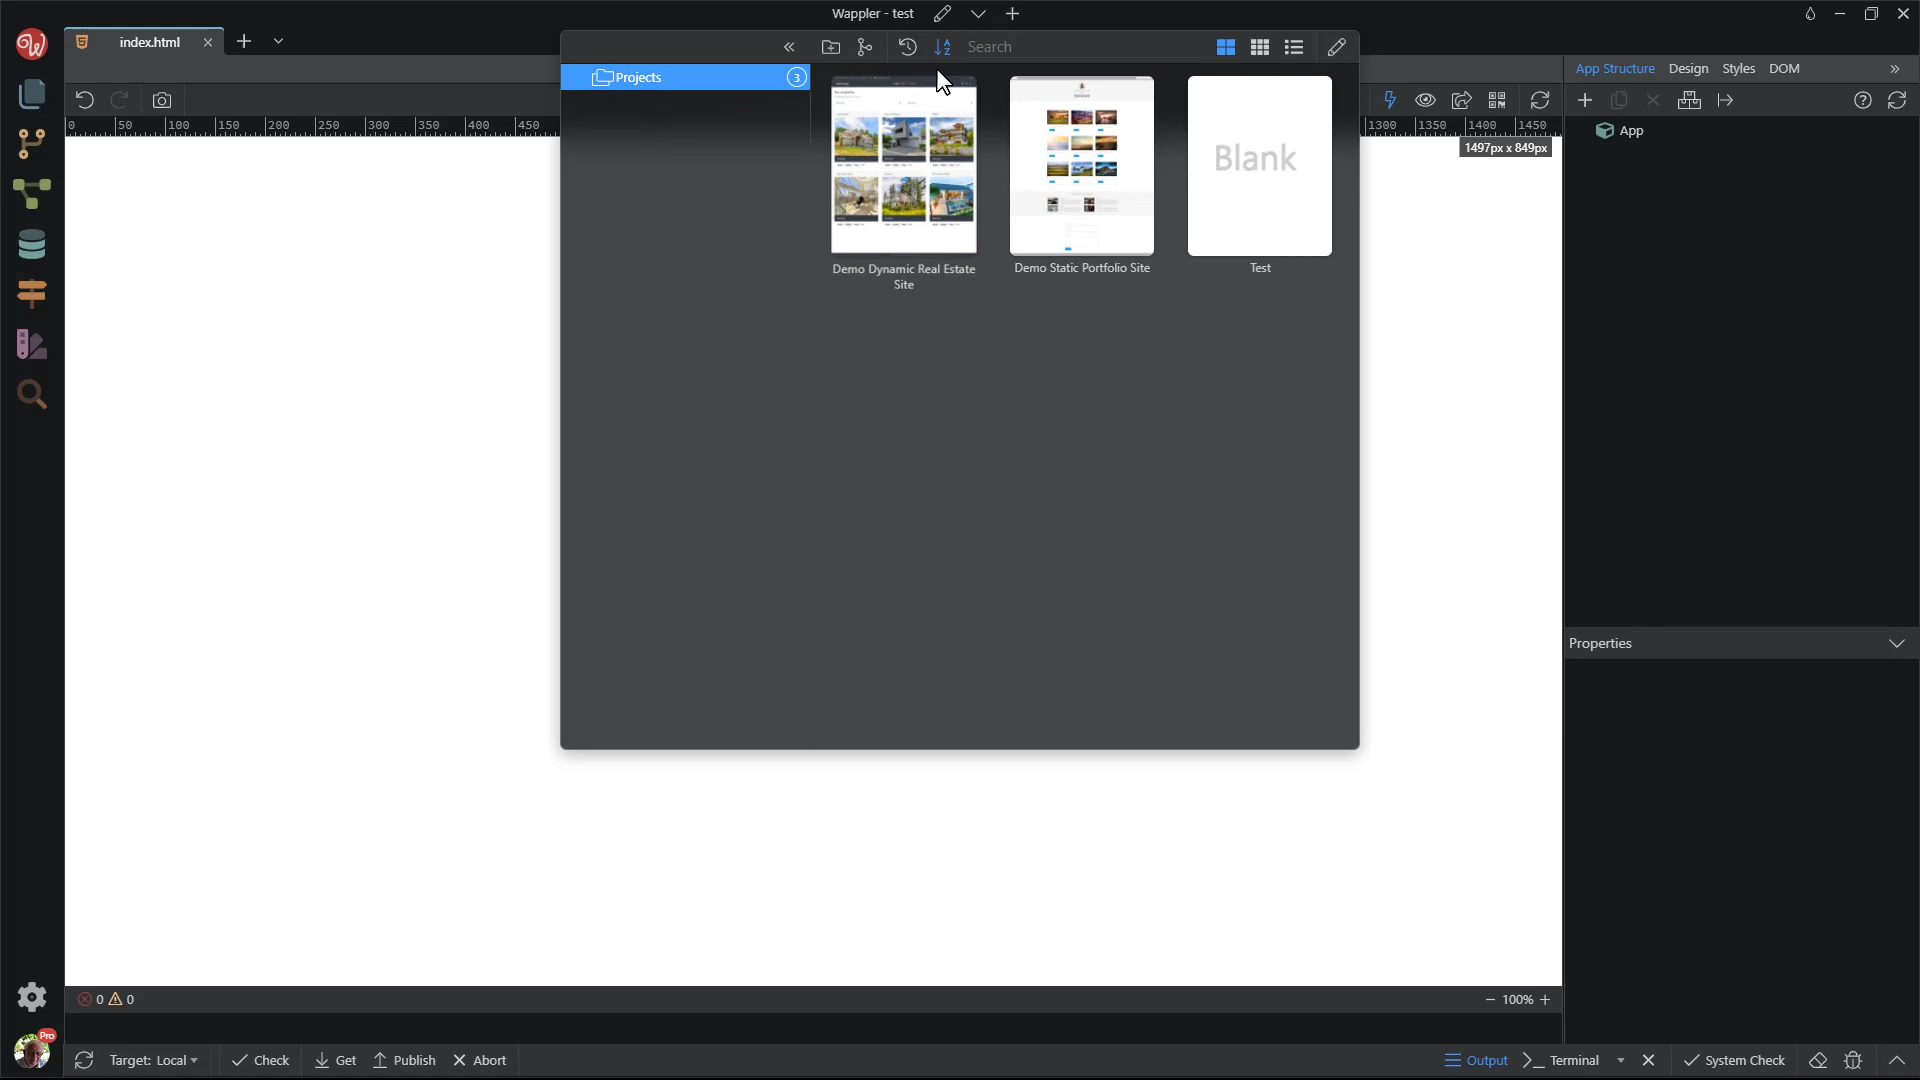 Wappler - test
index.html
Search
Projects
3
App Structure
Design
Styles
DOM
0
50
100
150
200
250
300
350
400
450
1300
1350
1400
1450
1497px x 849px
App
Blank
Demo Dynamic Real Estate
Site
Demo Static Portfolio Site
Test
Properties
0
0
100%
Pro
Target: Local
Check
Get
Publish
Abort
Output
Terminal
System Check